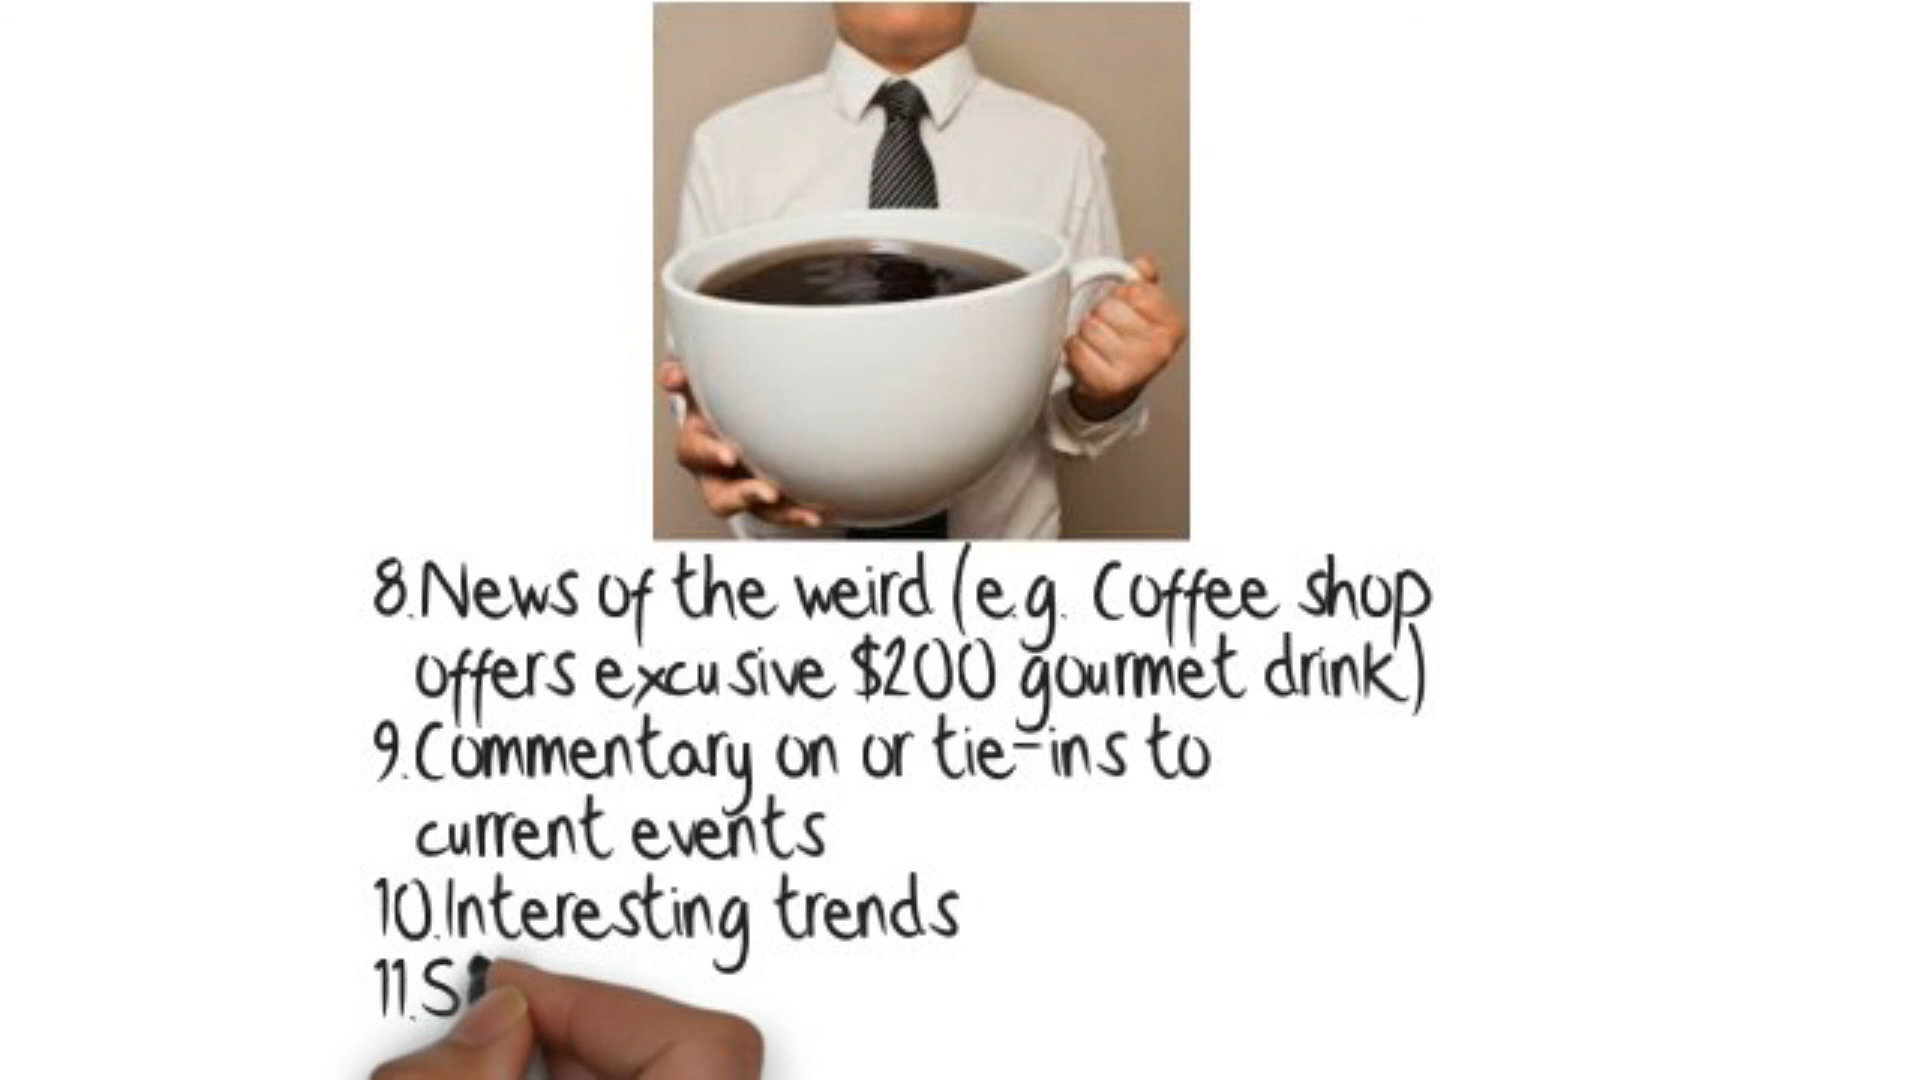 8. News of the weird (e.g. Coffee shop
offers excusive $200 gourmet drink)
9. Commentary on or tie-ins to
current events
10. Interesting trends
11. S